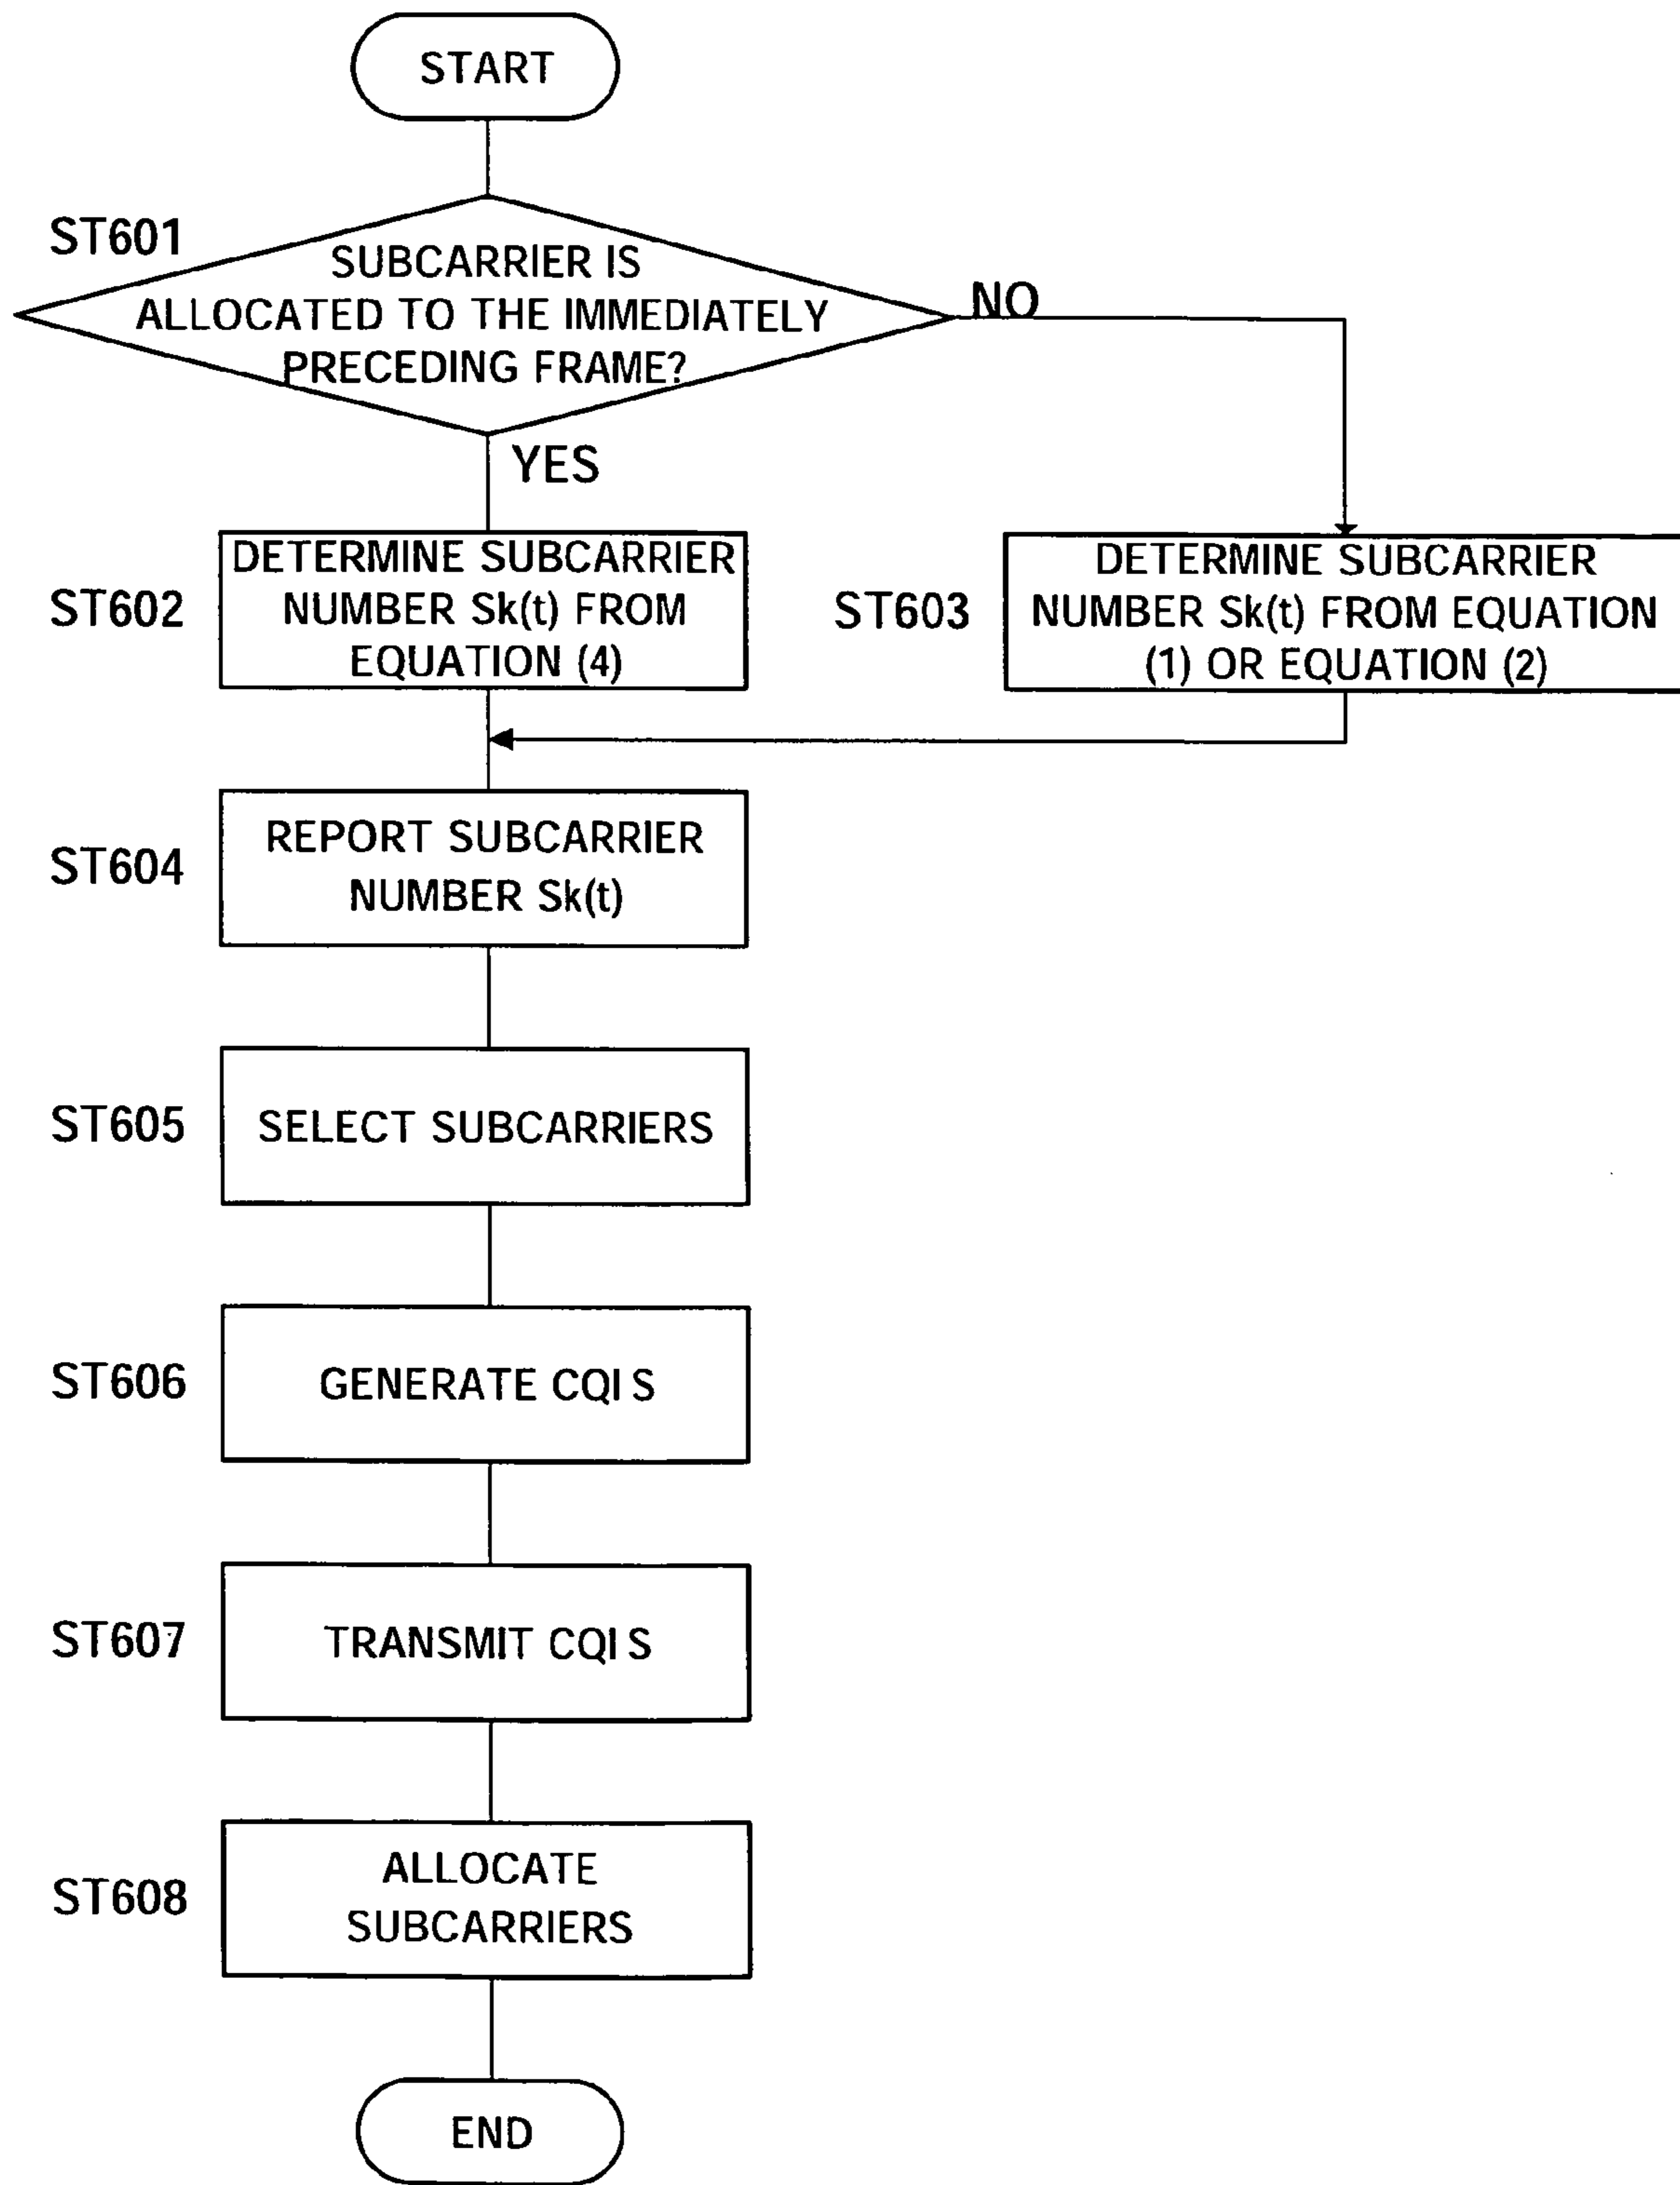 START
ST601
SUBCARRIER IS
ALLOCATED TO THE IMMEDIATELY
PRECEDING FRAME?
NO
YES
ST602
DETERMINE SUBCARRIER
NUMBER Sk(t) FROM
EQUATION (4)
ST603
DETERMINE SUBCARRIER
NUMBER Sk(t) FROM EQUATION
(1) OR EQUATION (2)
ST604
REPORT SUBCARRIER
NUMBER Sk(t)
ST605
SELECT SUBCARRIERS
ST606
GENERATE CQI S
ST607
TRANSMIT CQI S
ST608
ALLOCATE
SUBCARRIERS
END